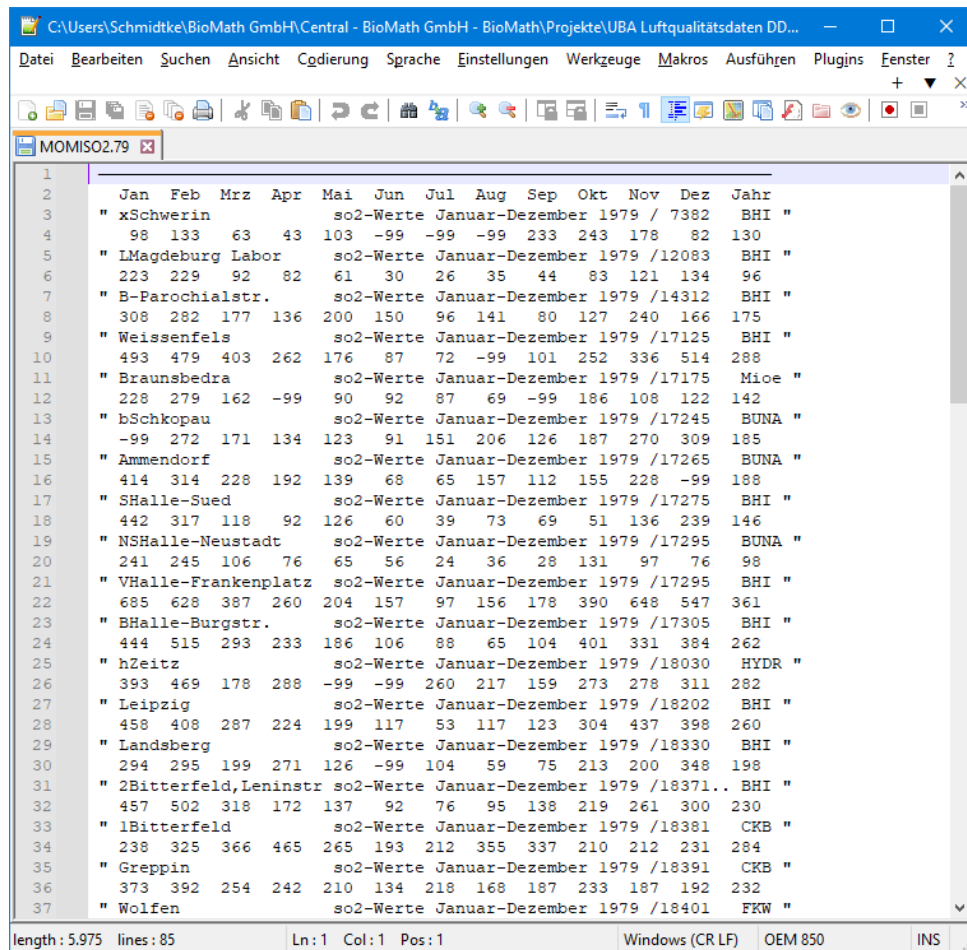 C:\Users\Schmidtke\BioMath GmbH\Central - BioMath GmbH - BioMath\Projekte\UBA Luftqualitätsdaten DD...
Datei Bearbeiten Suchen Ansicht Codierung Sprache Einstellungen Werkzeuge Makros Ausführen Plugins Fenster ?
+ ▼ ×
MOMISO2.79
1
2 Jan Feb Mrz Apr Mai Jun Jul Aug Sep Okt Nov Dez Jahr
3 " xSchwerin so2-Werte Januar-Dezember 1979 / 7382 BHI "
4 98 133 63 43 103 -99 -99 -99 233 243 178 82 130
5 " LMagdeburg Labor so2-Werte Januar-Dezember 1979 /12083 BHI "
6 223 229 92 82 61 30 26 35 44 83 121 134 96
7 " B-Parochialstr. so2-Werte Januar-Dezember 1979 /14312 BHI "
8 308 282 177 136 200 150 96 141 80 127 240 166 175
9 " Weissenfels so2-Werte Januar-Dezember 1979 /17125 BHI "
10 493 479 403 262 176 87 72 -99 101 252 336 514 288
11 " Braunsbedra so2-Werte Januar-Dezember 1979 /17175 Mioe "
12 228 279 162 -99 90 92 87 69 -99 186 108 122 142
13 " bSchkopau so2-Werte Januar-Dezember 1979 /17245 BUNA "
14 -99 272 171 134 123 91 151 206 126 187 270 309 185
15 " Ammendorf so2-Werte Januar-Dezember 1979 /17265 BUNA "
16 414 314 228 192 139 68 65 157 112 155 228 -99 188
17 " SHalle-Sued so2-Werte Januar-Dezember 1979 /17275 BHI "
18 442 317 118 92 126 60 39 73 69 51 136 239 146
19 " NSHalle-Neustadt so2-Werte Januar-Dezember 1979 /17295 BUNA "
20 241 245 106 76 65 56 24 36 28 131 97 76 98
21 " VHalle-Frankenplatz so2-Werte Januar-Dezember 1979 /17295 BHI "
22 685 628 387 260 204 157 97 156 178 390 648 547 361
23 " BHalle-Burgstr. so2-Werte Januar-Dezember 1979 /17305 BHI "
24 444 515 293 233 186 106 88 65 104 401 331 384 262
25 " hZeitz so2-Werte Januar-Dezember 1979 /18030 HYDR "
26 393 469 178 288 -99 -99 260 217 159 273 278 311 282
27 " Leipzig so2-Werte Januar-Dezember 1979 /18202 BHI "
28 458 408 287 224 199 117 53 117 123 304 437 398 260
29 " Landsberg so2-Werte Januar-Dezember 1979 /18330 BHI "
30 294 295 199 271 126 -99 104 59 75 213 200 348 198
31 " 2Bitterfeld,Leninstr so2-Werte Januar-Dezember 1979 /18371.. BHI "
32 457 502 318 172 137 92 76 95 138 219 261 300 230
33 " 1Bitterfeld so2-Werte Januar-Dezember 1979 /18381 CKB "
34 238 325 366 465 265 193 212 355 337 210 212 231 284
35 " Greppin so2-Werte Januar-Dezember 1979 /18391 CKB "
36 373 392 254 242 210 134 218 168 187 233 187 192 232
37 " Wolfen so2-Werte Januar-Dezember 1979 /18401 FKW "
length : 5.975 lines : 85 Ln : 1 Col : 1 Pos : 1 Windows (CR LF) OEM 850 INS